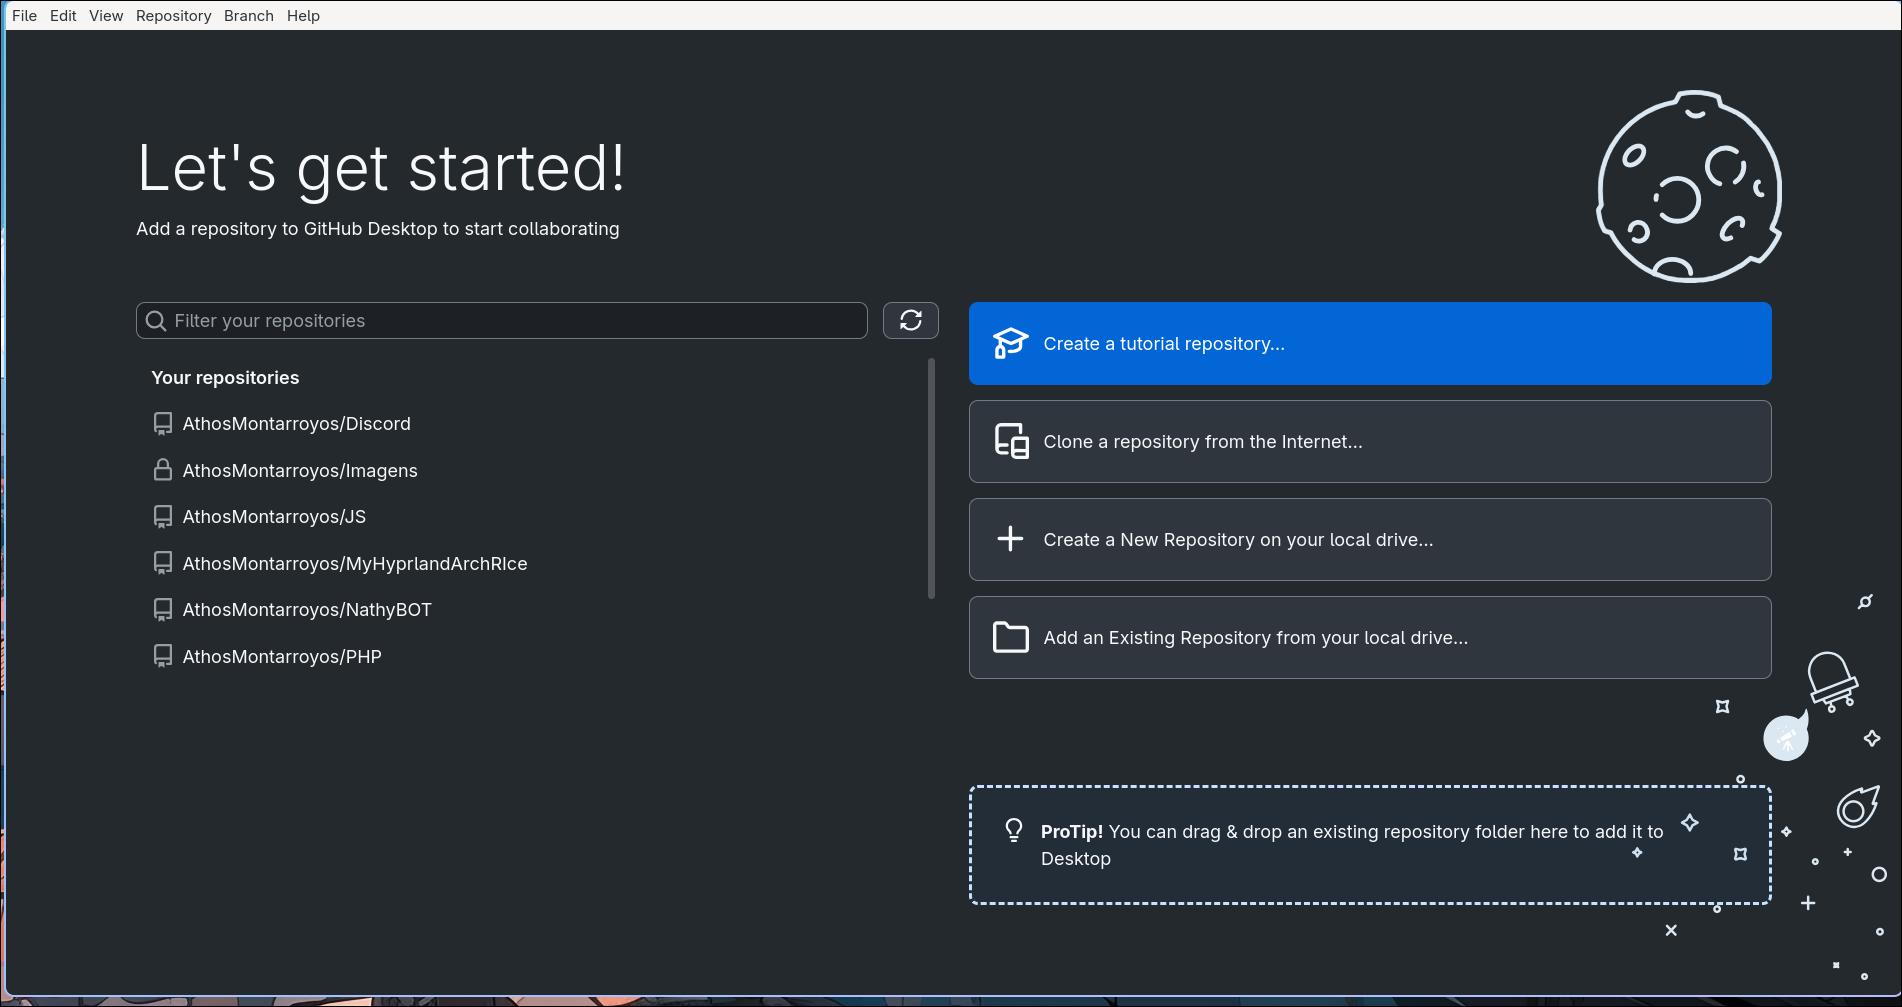 File Edit View Repository Branch Help
Let's get started!
Add a repository to GitHub Desktop to start collaborating
Filter your repositories
Your repositories
AthosMontarroyos/Discord
AthosMontarroyos/Imagens
AthosMontarroyos/JS
AthosMontarroyos/MyHyprlandArchRIce
AthosMontarroyos/NathyBOT
AthosMontarroyos/PHP
Create a tutorial repository...
Clone a repository from the Internet...
Create a New Repository on your local drive...
Add an Existing Repository from your local drive...
ProTip! You can drag & drop an existing repository folder here to add it to
Desktop